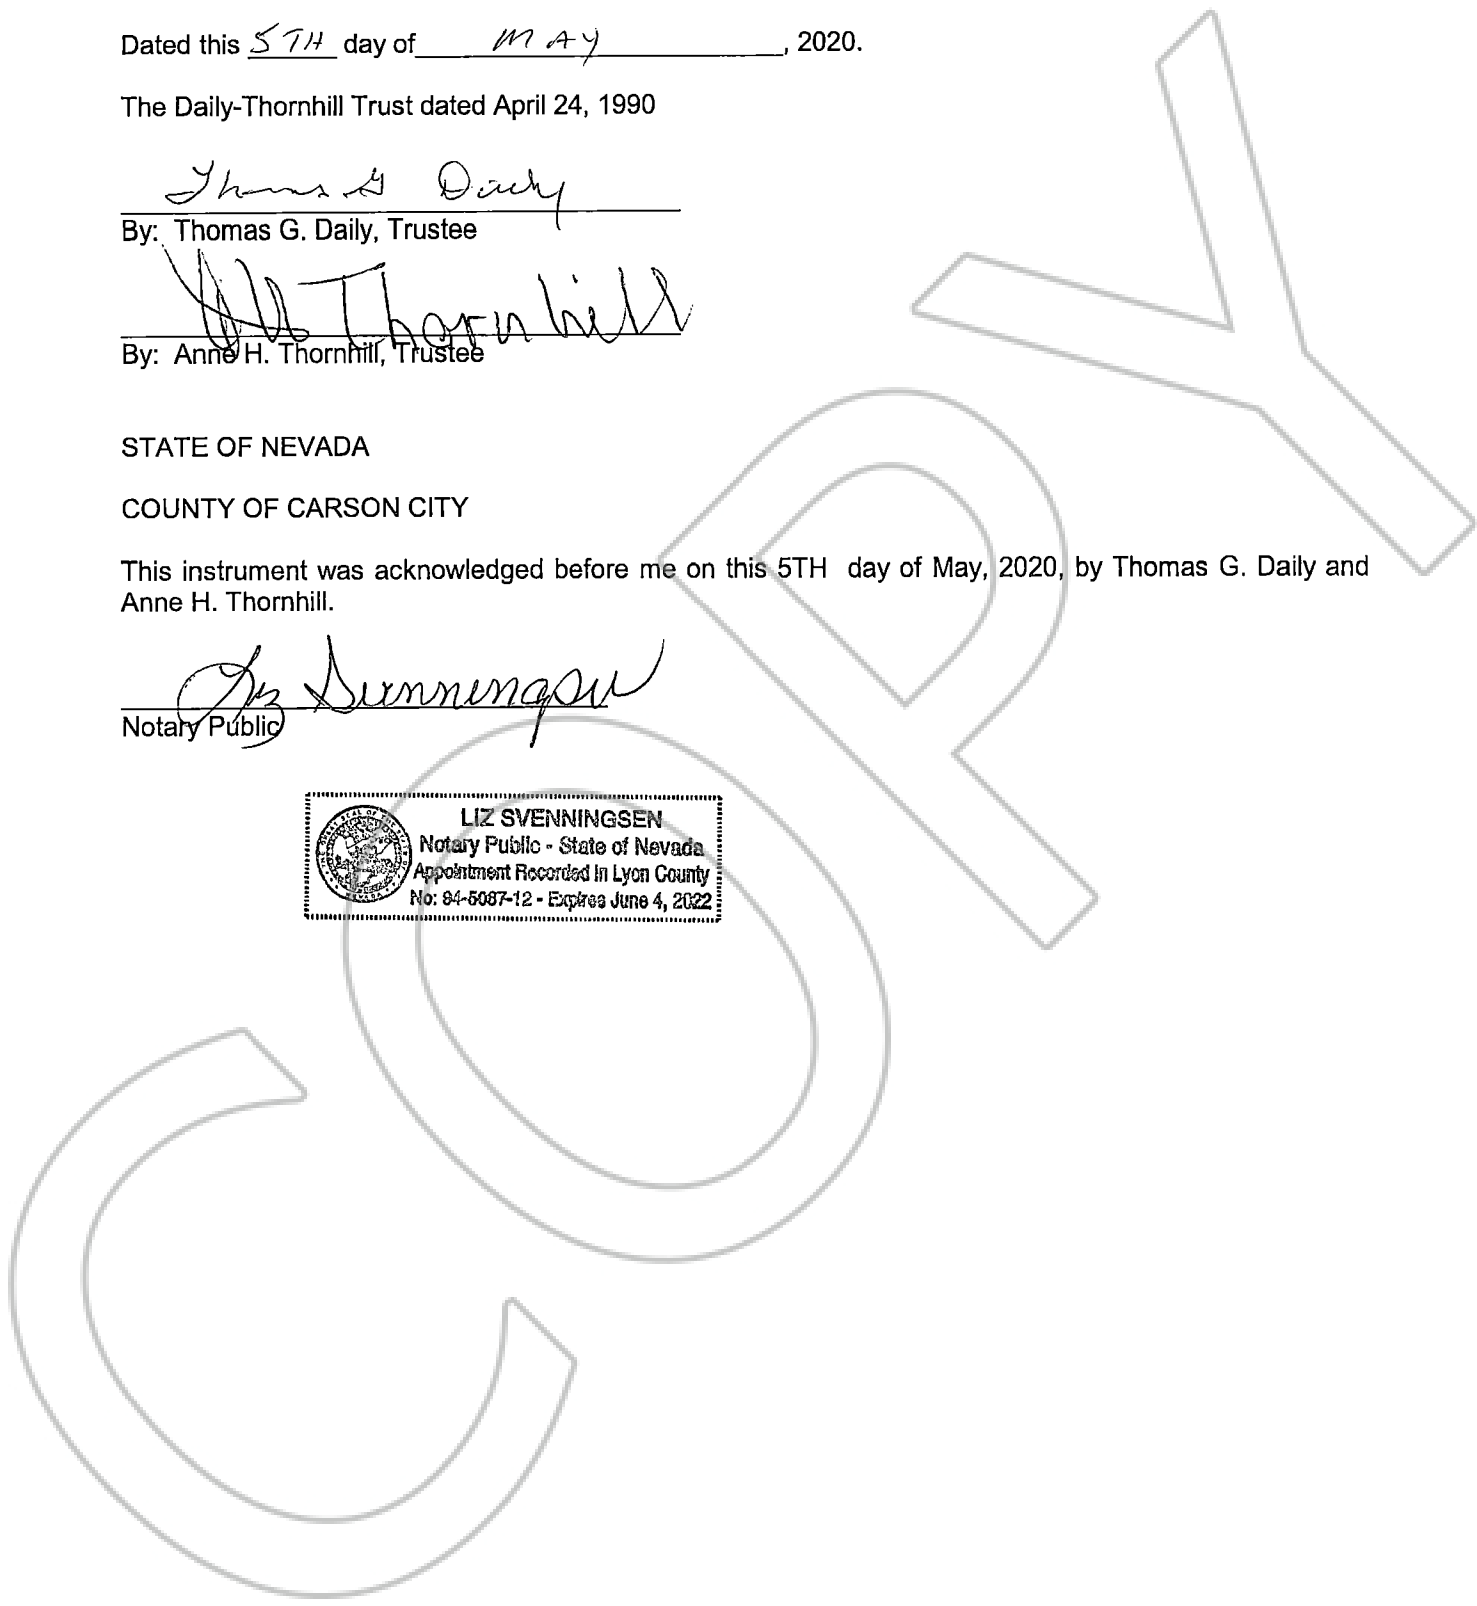 Dated this 5TH day of MAY, 2020.
The Daily-Thornhill Trust dated April 24, 1990
Thomas G Daily
By: Thomas G. Daily, Trustee
Thornhill
By: Anne H. Thornhill, Trustee
STATE OF NEVADA
COUNTY OF CARSON CITY
This instrument was acknowledged before me on this 5TH day of May, 2020, by Thomas G. Daily and
Anne H. Thornhill.
Liz Svenningsen
Notary Public
LIZ SVENNINGSEN
Notary Public - State of Nevada
Appointment Recorded in Lyon County
No: 94-5087-12 - Expires June 4, 2022
COPY